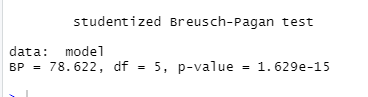 studentized Breusch-Pagan test
data:  model
BP = 78.622, df = 5, p-value = 1.629e-15
>